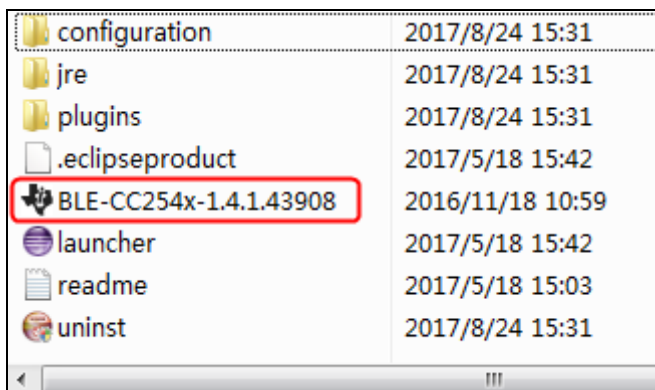 configuration 2017/8/24 15:31
jre 2017/8/24 15:31
plugins 2017/8/24 15:31
.eclipseproduct 2017/5/18 15:42
BLE-CC254x-1.4.1.43908 2016/11/18 10:59
launcher 2017/5/18 15:42
readme 2017/5/18 15:03
uninst 2017/8/24 15:31